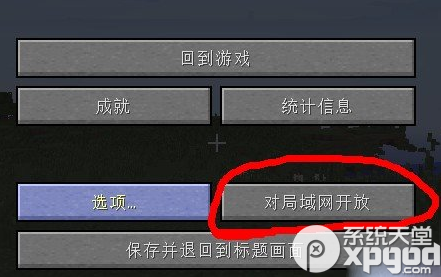 回到游戏
成就
统计信息
选项...
对局域网开放
保存并退回到标题画面
系统天堂
xpgod
.com